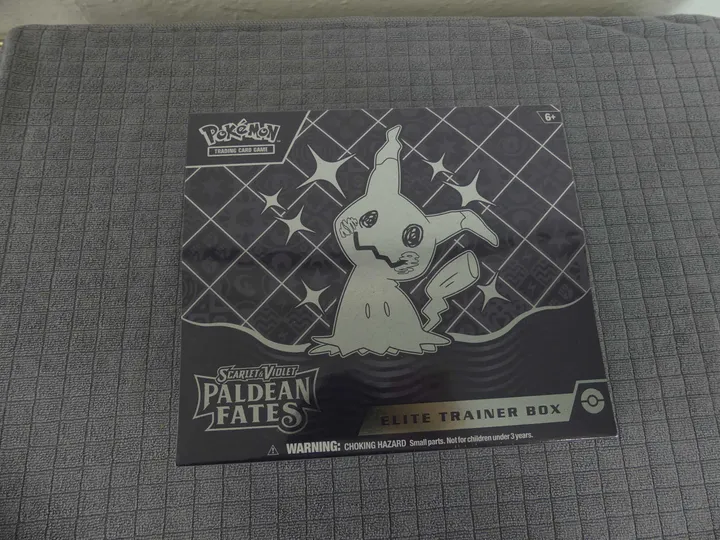 POKéMON
TRADING CARD GAME
6+
SCARLET & VIOLET
PALDEAN
FATES
ELITE TRAINER BOX
WARNING: CHOKING HAZARD Small parts. Not for children under 3 years.